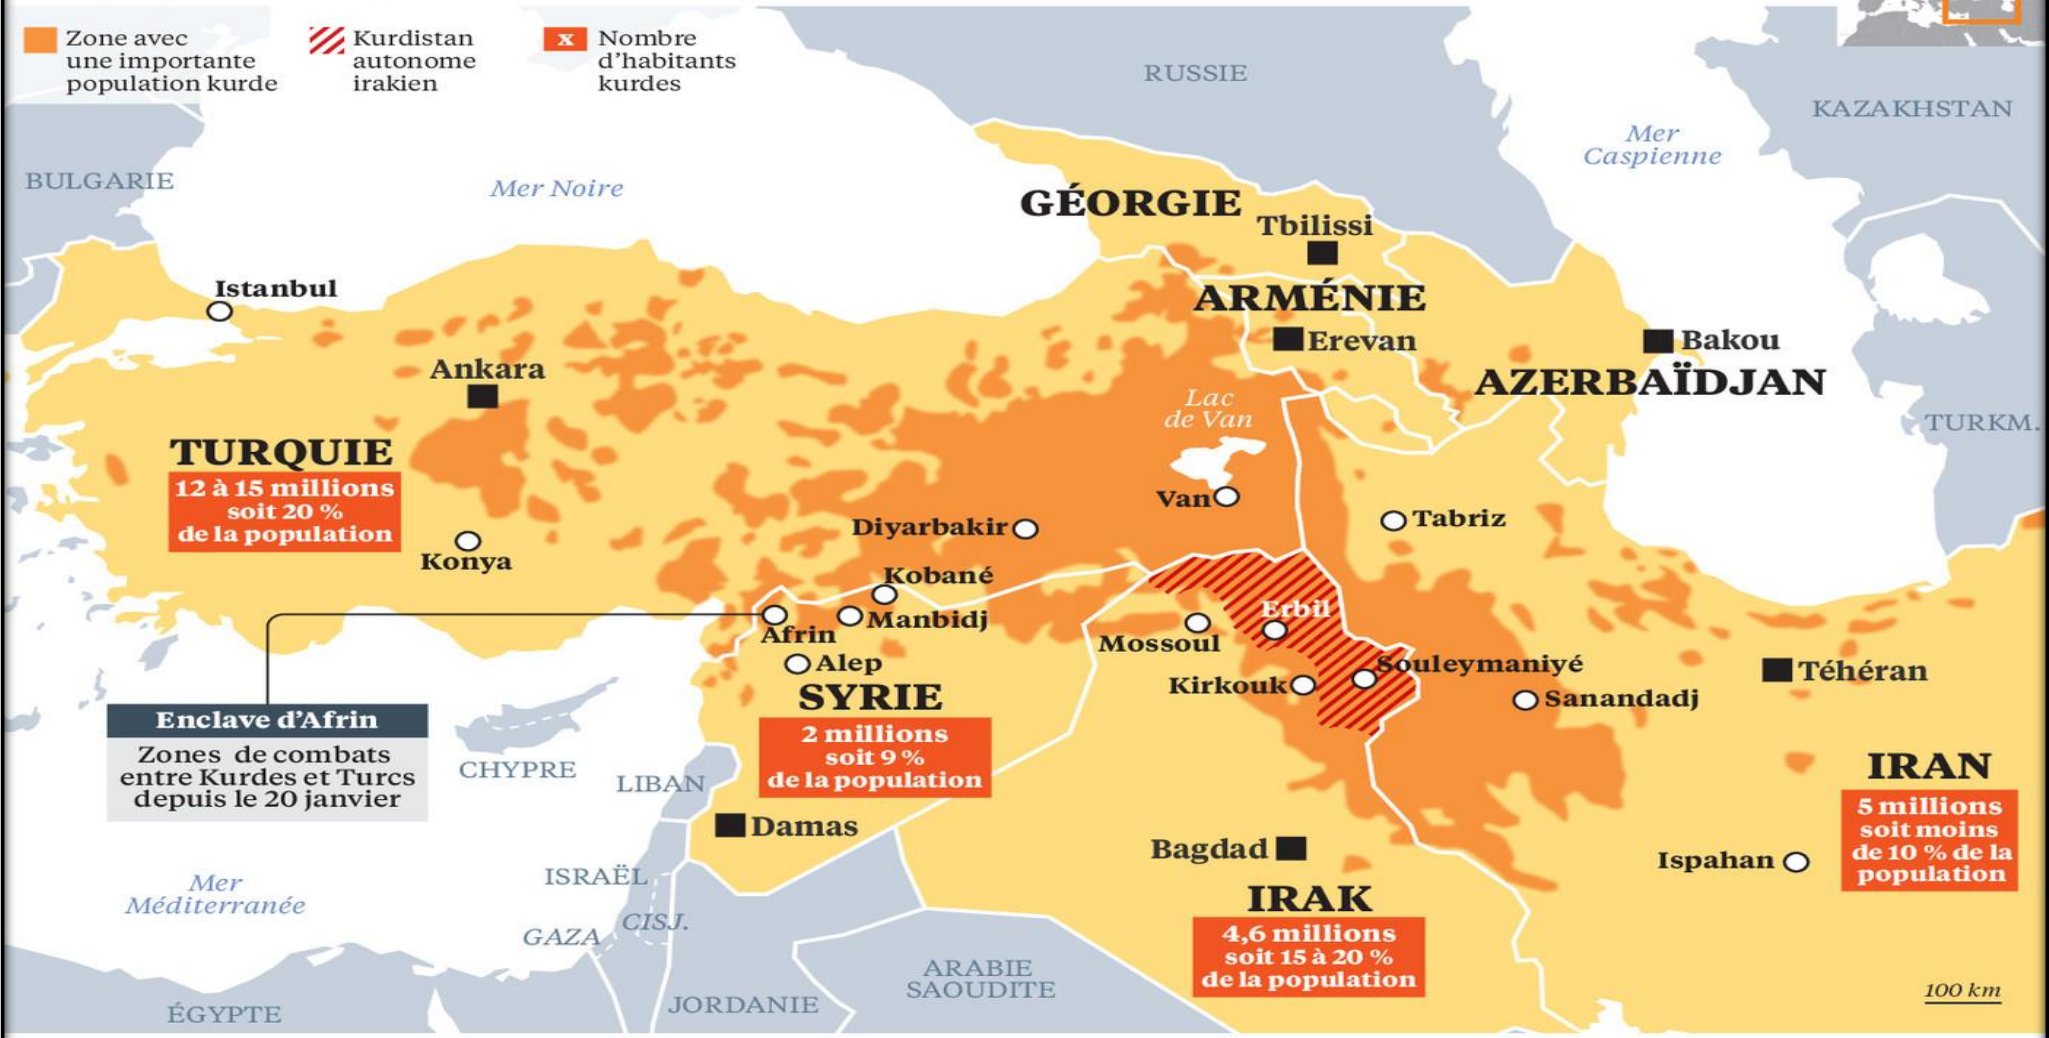 Zone avec
une importante
population kurde
Kurdistan
autonome
irakien
x
Nombre
d'habitants
kurdes
RUSSIE
KAZAKHSTAN
Mer
Caspienne
BULGARIE
Mer Noire
GÉORGIE
Tbilissi
Istanbul
ARMÉNIE
Erevan
Bakou
AZERBAÏDJAN
Ankara
Lac
de Van
TURKM.
TURQUIE
12 à 15 millions
soit 20 %
de la population
Van
Tabriz
Diyarbakir
Konya
Kobané
Manbidj
Afrin
Alep
Erbil
Mossoul
Souleymaniyé
Kirkouk
Sanandadj
Téhéran
SYRIE
2 millions
soit 9 %
de la population
Enclave d'Afrin
Zones de combats
entre Kurdes et Turcs
depuis le 20 janvier
CHYPRE
LIBAN
IRAN
5 millions
soit moins
de 10 % de la
population
Damas
Bagdad
Ispahan
ISRAËL
Mer
Méditerranée
CISJ.
GAZA
IRAK
4,6 millions
soit 15 à 20 %
de la population
ARABIE
SAOUDITE
JORDANIE
ÉGYPTE
100 km